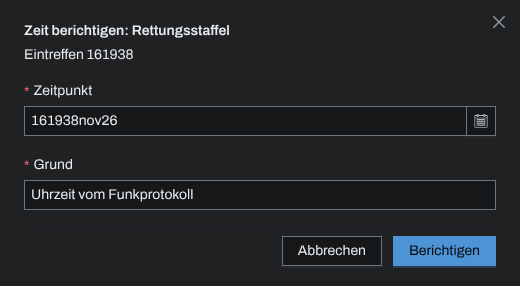 Zeit berichtigen: Rettungsstaffel
Eintreffen 161938
* Zeitpunkt
161938nov26
* Grund
Uhrzeit vom Funkprotokoll
Abbrechen Berichtigen